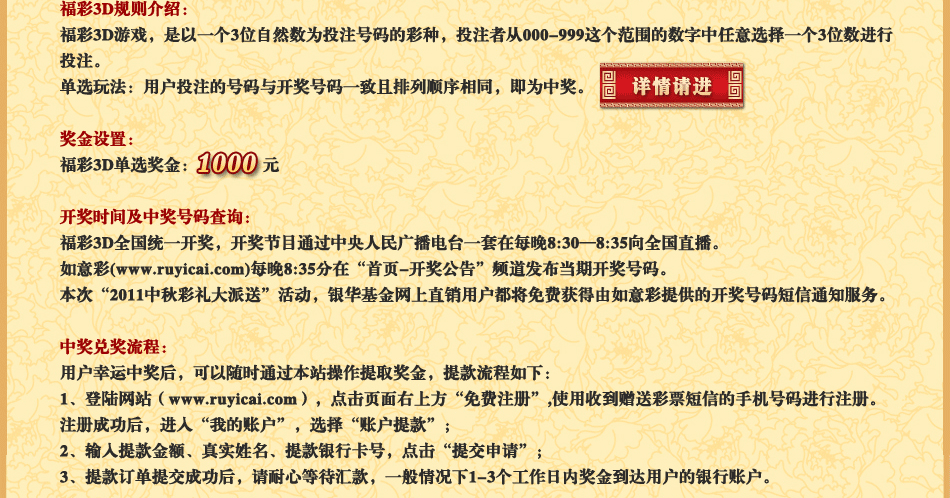 福彩3D规则介绍：
福彩3D游戏，是以一个3位自然数为投注号码的彩种，投注者从000-999这个范围的数字中任意选择一个3位数进行
投注。
单选玩法：用户投注的号码与开奖号码一致且排列顺序相同，即为中奖。 详情请进
奖金设置：
福彩3D单选奖金：1000元
开奖时间及中奖号码查询：
福彩3D全国统一开奖，开奖节目通过中央人民广播电台一套在每晚8:30—8:35向全国直播。
如意彩(www.ruyicai.com)每晚8:35分在“首页-开奖公告”频道发布当期开奖号码。
本次“2011中秋彩礼大派送”活动，银华基金网上直销用户都将免费获得由如意彩提供的开奖号码短信通知服务。
中奖兑奖流程：
用户幸运中奖后，可以随时通过本站操作提取奖金，提款流程如下：
1、登陆网站（www.ruyicai.com），点击页面右上方“免费注册”,使用收到赠送彩票短信的手机号码进行注册。
注册成功后，进入“我的账户”，选择“账户提款”；
2、输入提款金额、真实姓名、提款银行卡号，点击“提交申请”；
3、提款订单提交成功后，请耐心等待汇款，一般情况下1-3个工作日内奖金到达用户的银行账户。